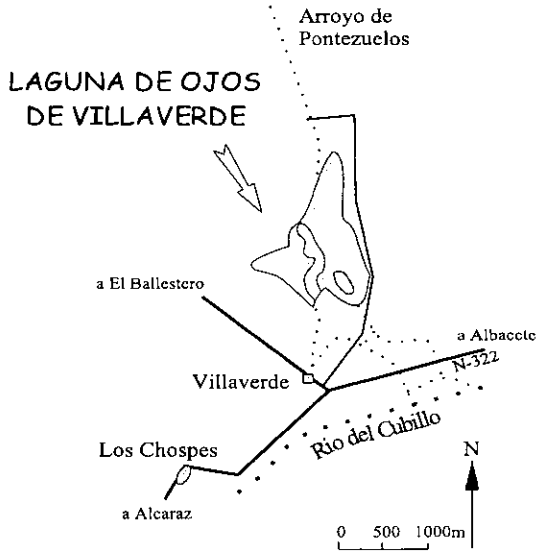 Arroyo de
Pontezuelos
LAGUNA DE OJOS
DE VILLAVERDE
a El Ballestero
a Albacete
N-322
Villaverde
Rio del Cubillo
Los Chospes
N
a Alcaraz
0 500 1000m